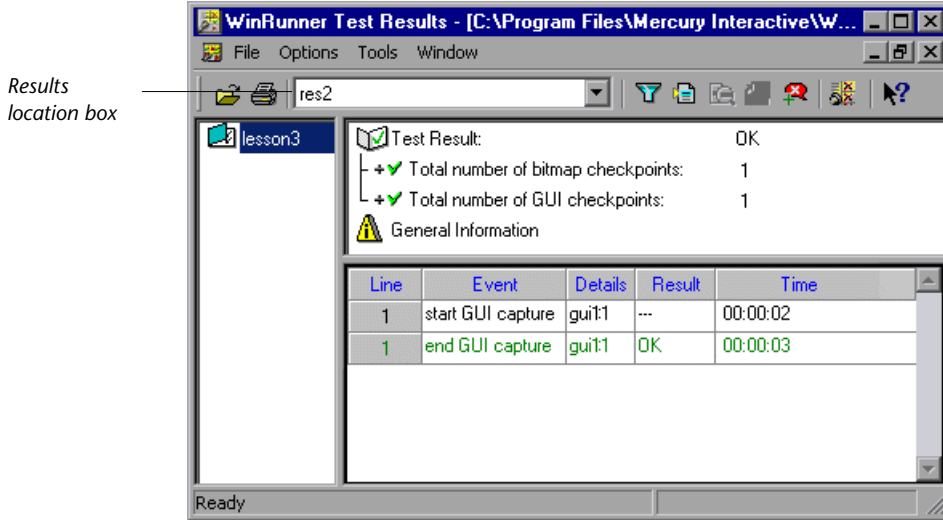 WinRunner Test Results - [C:\Program Files\Mercury Interactive\W...
File Options Tools Window
Results
location box
res2
lesson3
Test Result: OK
Total number of bitmap checkpoints: 1
Total number of GUI checkpoints: 1
General Information
Line Event Details Result Time
1 start GUI capture gui1:1 --- 00:00:02
1 end GUI capture gui1:1 OK 00:00:03
Ready